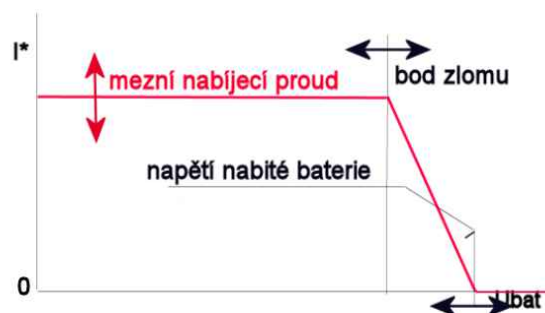 I*
mezní nabíjecí proud
bod zlomu
napětí nabité baterie
0
Ubat